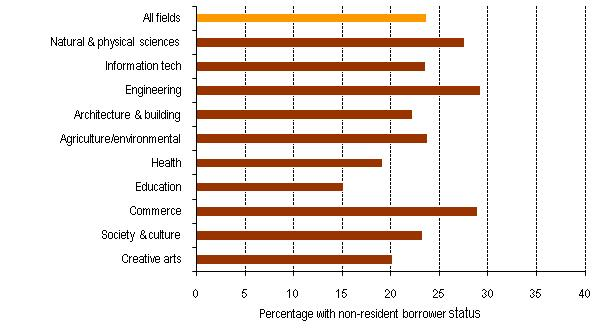 All fields
Natural & physical sciences
Information tech
Engineering
Architecture & building
Agriculture/environmental
Health
Education
Commerce
Society & culture
Creative arts
0 5 10 15 20 25 30 35 40
Percentage with non-resident borrower status